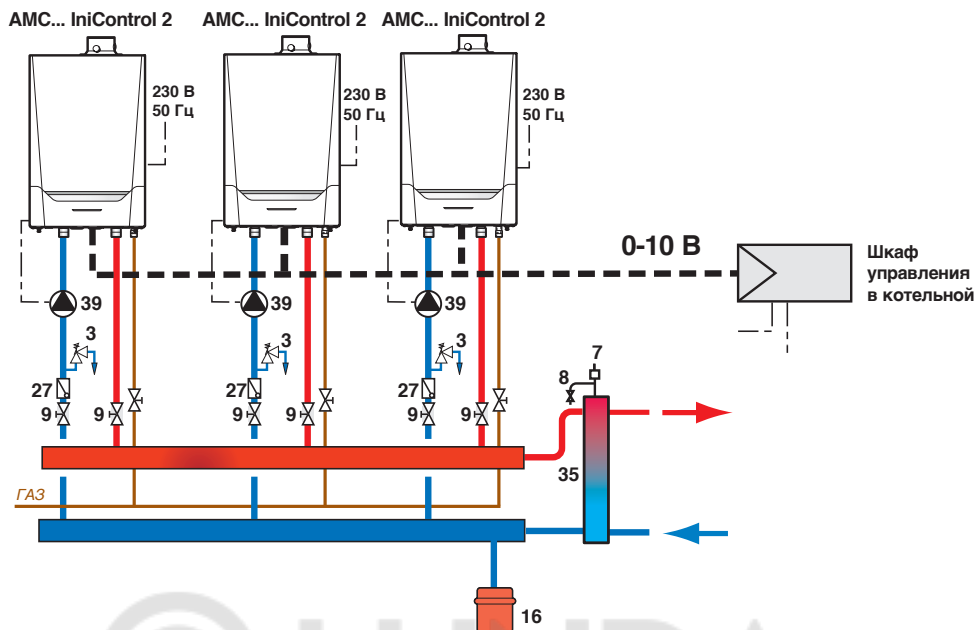 AMC... IniControl 2 AMC... IniControl 2 AMC... IniControl 2
230 В
50 Гц
230 В
50 Гц
230 В
50 Гц
0-10 В
Шкаф
управления
в котельной
39 39 39
3 3 3
7
8
27 27 27
9 9 9 9 9 9
35
ГАЗ
16